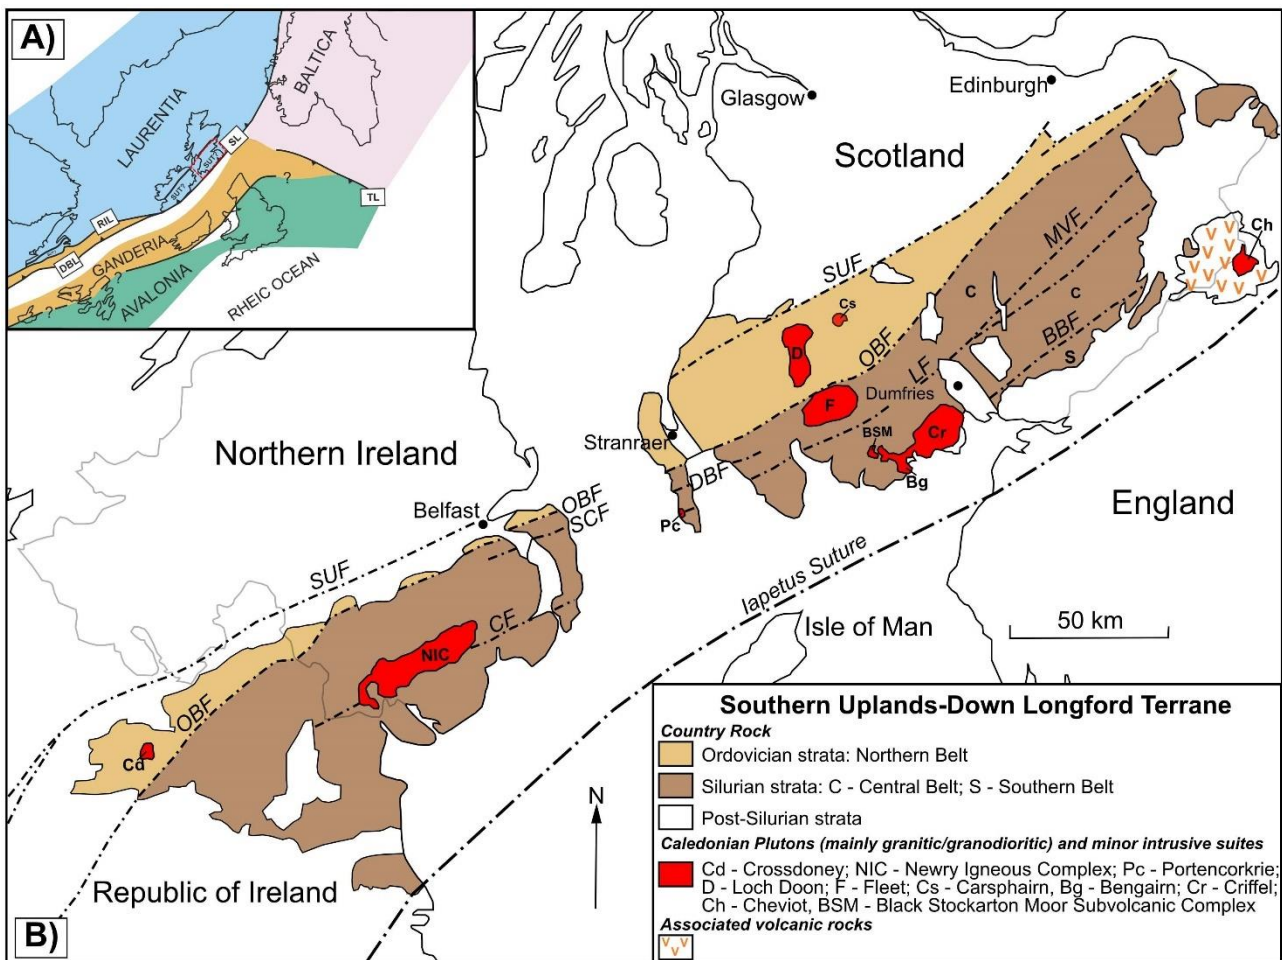 A)
LAURENTIA
BALTICA
SL
SUT?
SUT?
?
TL
RIL
DBL
GANDERIA
?
?
AVALONIA
RHEIC OCEAN
Glasgow
Edinburgh
Scotland
MVF
Ch
SUF
Cs
C
C
D
OBF
BBF
LF
S
F
Dumfries
Stranraer
BSM
Cr
DBF
Bg
Pc
Northern Ireland
Belfast
OBF
SCF
England
SUF
Iapetus Suture
CF
Isle of Man
50 km
NIC
OBF
Cd
N
Republic of Ireland
B)
Southern Uplands-Down Longford Terrane
Country Rock
Ordovician strata: Northern Belt
Silurian strata: C - Central Belt; S - Southern Belt
Post-Silurian strata
Caledonian Plutons (mainly granitic/granodioritic) and minor intrusive suites
Cd - Crossdoney; NIC - Newry Igneous Complex; Pc - Portencorkrie;
D - Loch Doon; F - Fleet; Cs - Carsphairn, Bg - Bengairn; Cr - Criffel;
Ch - Cheviot, BSM - Black Stockarton Moor Subvolcanic Complex
Associated volcanic rocks
V V
V